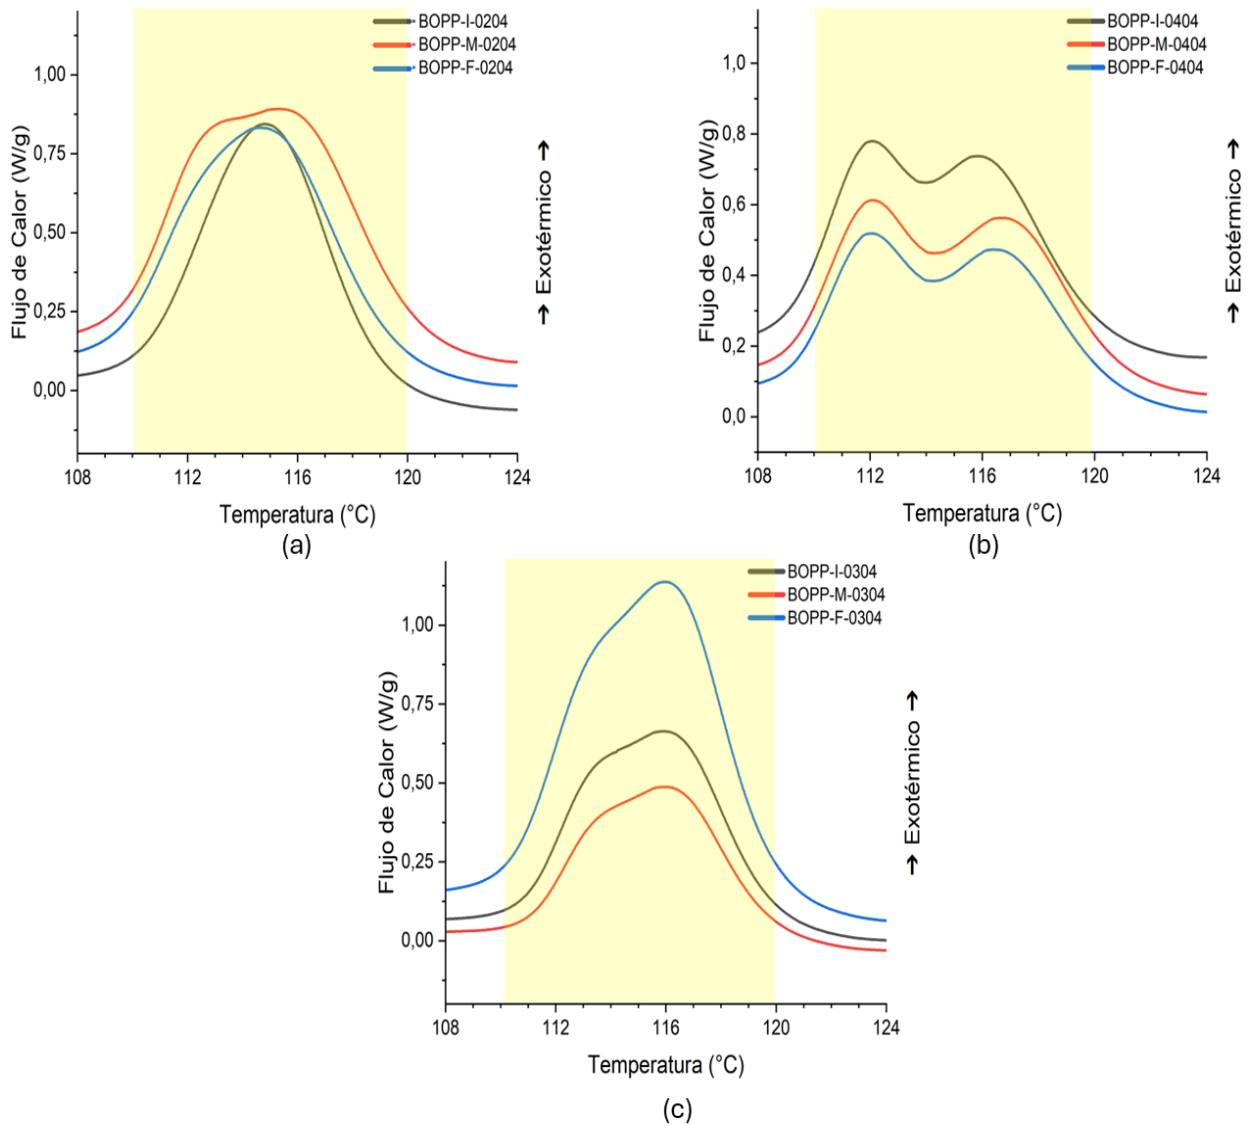 BOPP-I-0204
BOPP-M-0204
BOPP-F-0204
1,00
0,75
0,50
0,25
0,00
Flujo de Calor (W/g)
→ Exotérmico →
108 112 116 120 124
Temperatura (°C)
(a)
BOPP-I-0404
BOPP-M-0404
BOPP-F-0404
1,0
0,8
0,6
0,4
0,2
0,0
Flujo de Calor (W/g)
→ Exotérmico →
108 112 116 120 124
Temperatura (°C)
(b)
BOPP-I-0304
BOPP-M-0304
BOPP-F-0304
1,00
0,75
0,50
0,25
0,00
Flujo de Calor (W/g)
→ Exotérmico →
108 112 116 120 124
Temperatura (°C)
(c)